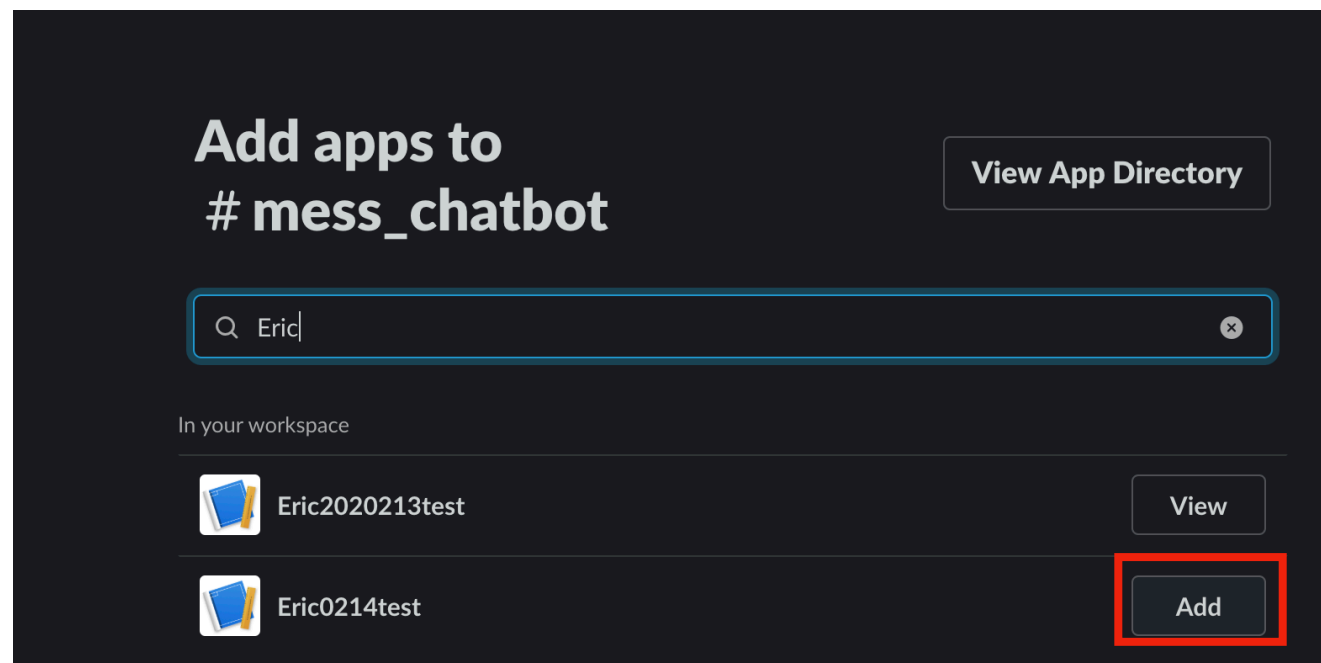 Add apps to
# mess_chatbot
View App Directory
Eric
In your workspace
Eric2020213test
View
Eric0214test
Add